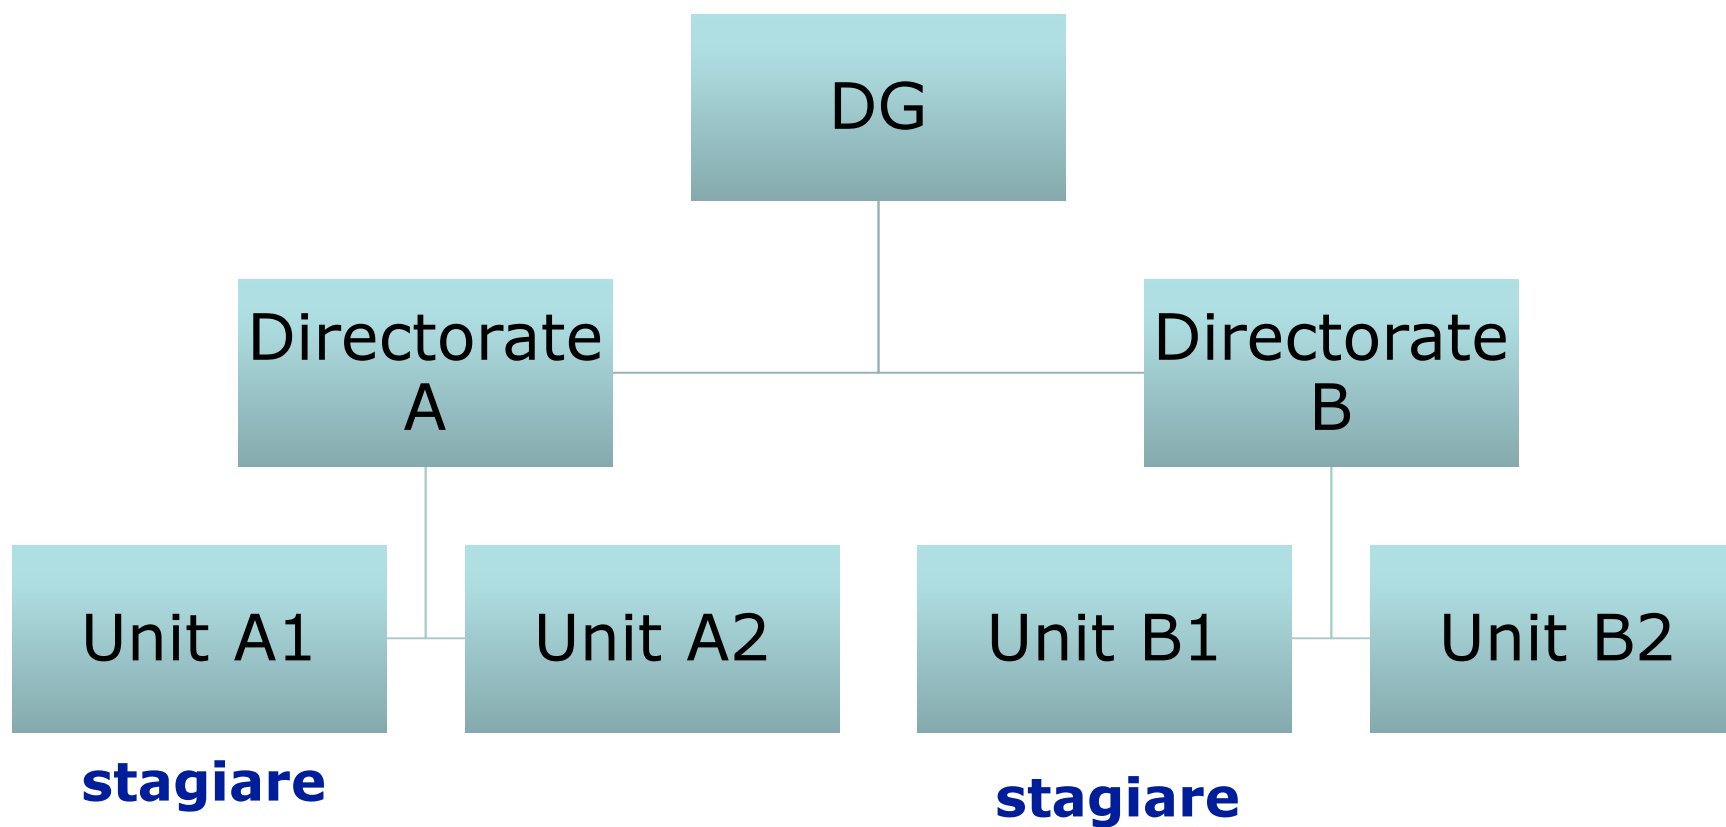 DG
Directorate
A
Directorate
B
Unit A1
Unit A2
Unit B1
Unit B2
stagiare
stagiare